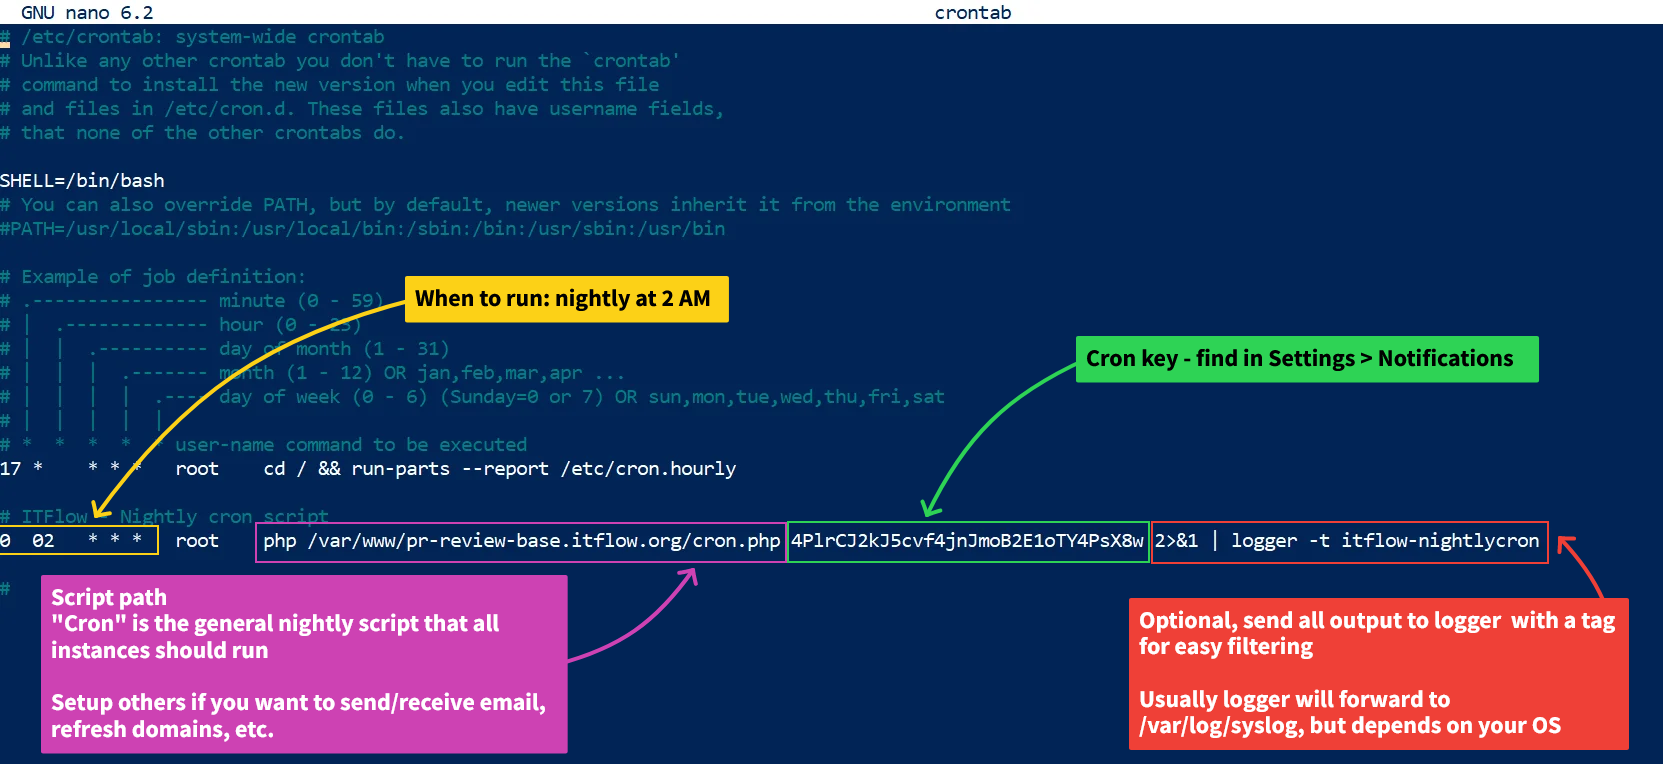 GNU nano 6.2 crontab
# /etc/crontab: system-wide crontab
# Unlike any other crontab you don't have to run the `crontab'
# command to install the new version when you edit this file
# and files in /etc/cron.d. These files also have username fields,
# that none of the other crontabs do.
SHELL=/bin/bash
# You can also override PATH, but by default, newer versions inherit it from the environment
#PATH=/usr/local/sbin:/usr/local/bin:/sbin:/bin:/usr/sbin:/usr/bin
# Example of job definition:
# .---------------- minute (0 - 59)
# | .------------- hour (0 - 23)
# | | .---------- day of month (1 - 31)
# | | | .------- month (1 - 12) OR jan,feb,mar,apr ...
# | | | | .---- day of week (0 - 6) (Sunday=0 or 7) OR sun,mon,tue,wed,thu,fri,sat
# | | | | |
# * * * * * user-name command to be executed
17 * * * * root cd / && run-parts --report /etc/cron.hourly
# ITFlow - Nightly cron script
0 02 * * * root php /var/www/pr-review-base.itflow.org/cron.php 4PlrCJ2kJ5cvf4jnJmoB2E1oTY4PsX8w 2>&1 | logger -t itflow-nightlycron
#
When to run: nightly at 2 AM
Cron key - find in Settings > Notifications
Script path
"Cron" is the general nightly script that all
instances should run
Setup others if you want to send/receive email,
refresh domains, etc.
Optional, send all output to logger with a tag
for easy filtering
Usually logger will forward to
/var/log/syslog, but depends on your OS